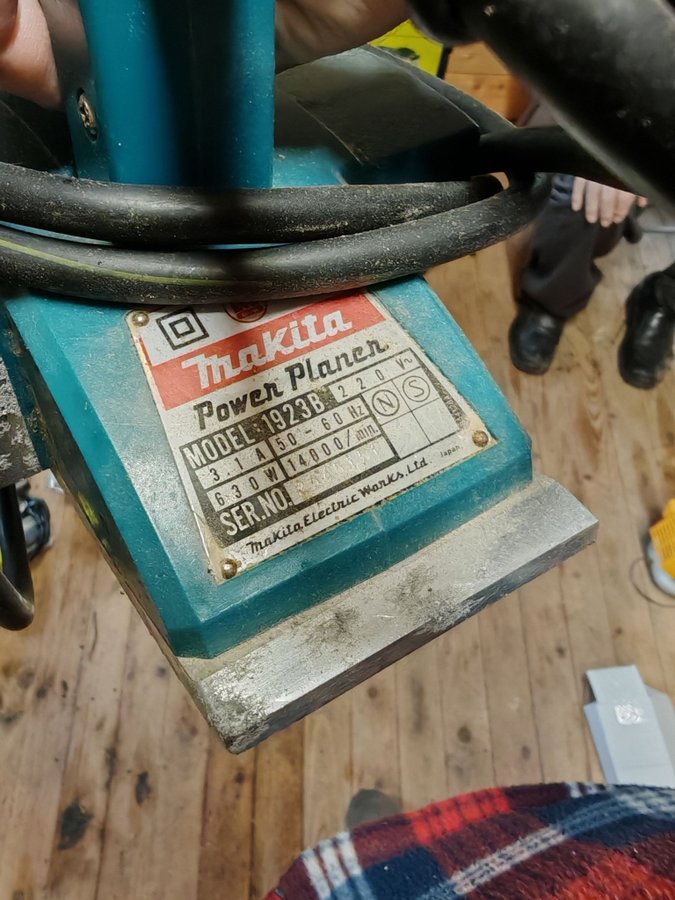 Makita
Power Planer
MODEL 1923B 220 V~
3.1 A 50-60 Hz N S
630 W 14000/min.
SER.NO.
Makita Electric Works, Ltd. Japan